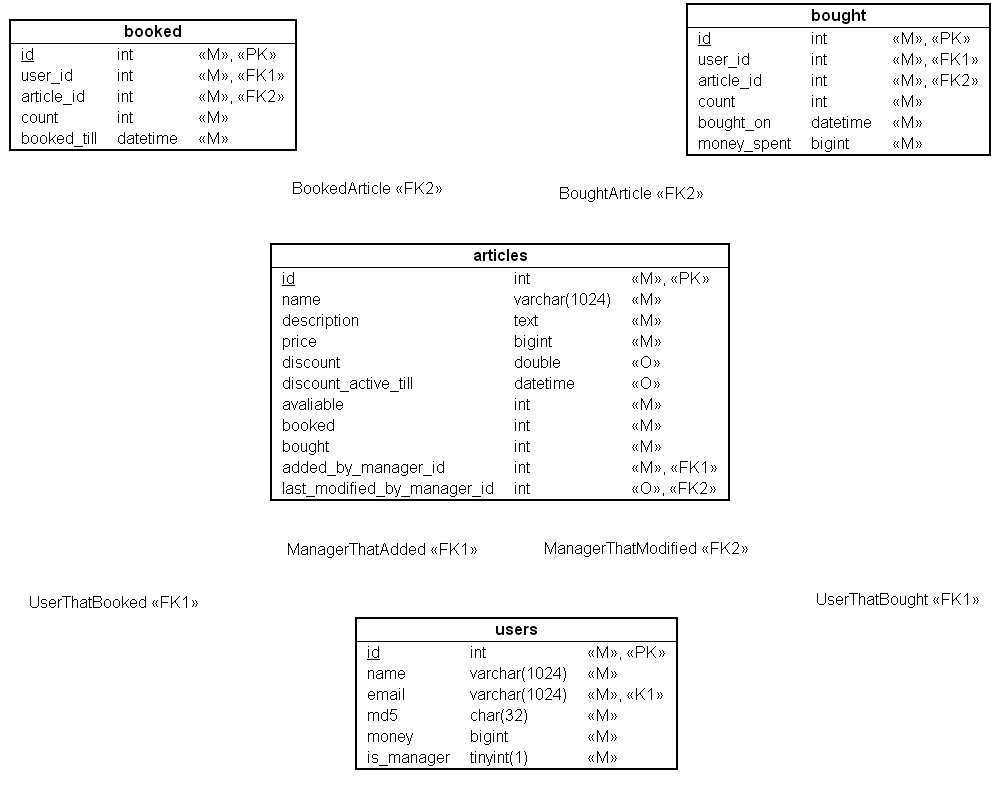 booked
id int «M», «PK»
user_id int «M», «FK1»
article_id int «M», «FK2»
count int «M»
booked_till datetime «M»
bought
id int «M», «PK»
user_id int «M», «FK1»
article_id int «M», «FK2»
count int «M»
bought_on datetime «M»
money_spent bigint «M»
BookedArticle «FK2»
BoughtArticle «FK2»
articles
id int «M», «PK»
name varchar(1024) «M»
description text «M»
price bigint «M»
discount double «O»
discount_active_till datetime «O»
avaliable int «M»
booked int «M»
bought int «M»
added_by_manager_id int «M», «FK1»
last_modified_by_manager_id int «O», «FK2»
ManagerThatAdded «FK1»
ManagerThatModified «FK2»
UserThatBooked «FK1»
UserThatBought «FK1»
users
id int «M», «PK»
name varchar(1024) «M»
email varchar(1024) «M», «K1»
md5 char(32) «M»
money bigint «M»
is_manager tinyint(1) «M»